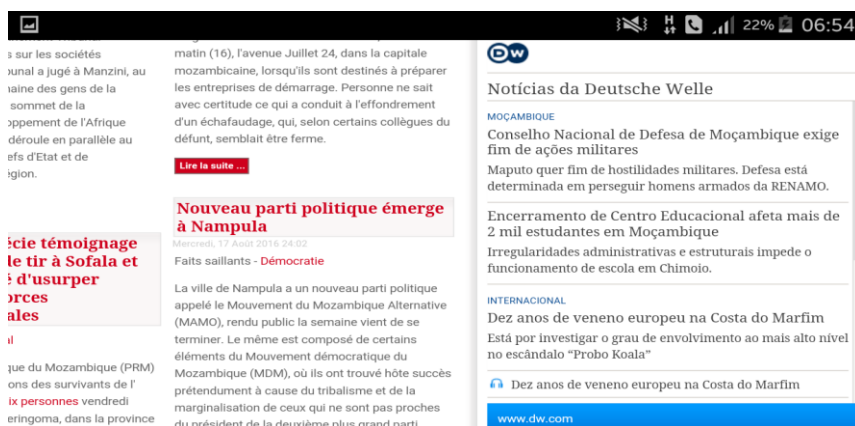 22% 06:54
s sur les sociétés
unal a jugé à Manzini, au
naine des gens de la
sommet de la
oppement de l'Afrique
déroule en parallèle au
efs d'Etat et de
égion.
écie témoignage
de tir à Sofala et
é d'usurper
orces
ales
al
que du Mozambique (PRM)
ons des survivants de l'
ix personnes vendredi
eringoma, dans la province
matin (16), l'avenue Juillet 24, dans la capitale
mozambicaine, lorsqu'ils sont destinés à préparer
les entreprises de démarrage. Personne ne sait
avec certitude ce qui a conduit à l'effondrement
d'un échafaudage, qui, selon certains collègues du
défunt, semblait être ferme.
Lire la suite ...
Nouveau parti politique émerge
à Nampula
Mercredi, 17 Août 2016 24:02
Faits saillants - Démocratie
La ville de Nampula a un nouveau parti politique
appelé le Mouvement du Mozambique Alternative
(MAMO), rendu public la semaine vient de se
terminer. Le même est composé de certains
éléments du Mouvement démocratique du
Mozambique (MDM), où ils ont trouvé hôte succès
prétendument à cause du tribalisme et de la
marginalisation de ceux qui ne sont pas proches
du président de la deuxième plus grand parti
DW
Notícias da Deutsche Welle
MOÇAMBIQUE
Conselho Nacional de Defesa de Moçambique exige
fim de ações militares
Maputo quer fim de hostilidades militares. Defesa está
determinada em perseguir homens armados da RENAMO.
Encerramento de Centro Educacional afeta mais de
2 mil estudantes em Moçambique
Irregularidades administrativas e estruturais impede o
funcionamento de escola em Chimoio.
INTERNACIONAL
Dez anos de veneno europeu na Costa do Marfim
Está por investigar o grau de envolvimento ao mais alto nível
no escândalo “Probo Koala”
Dez anos de veneno europeu na Costa do Marfim
www.dw.com